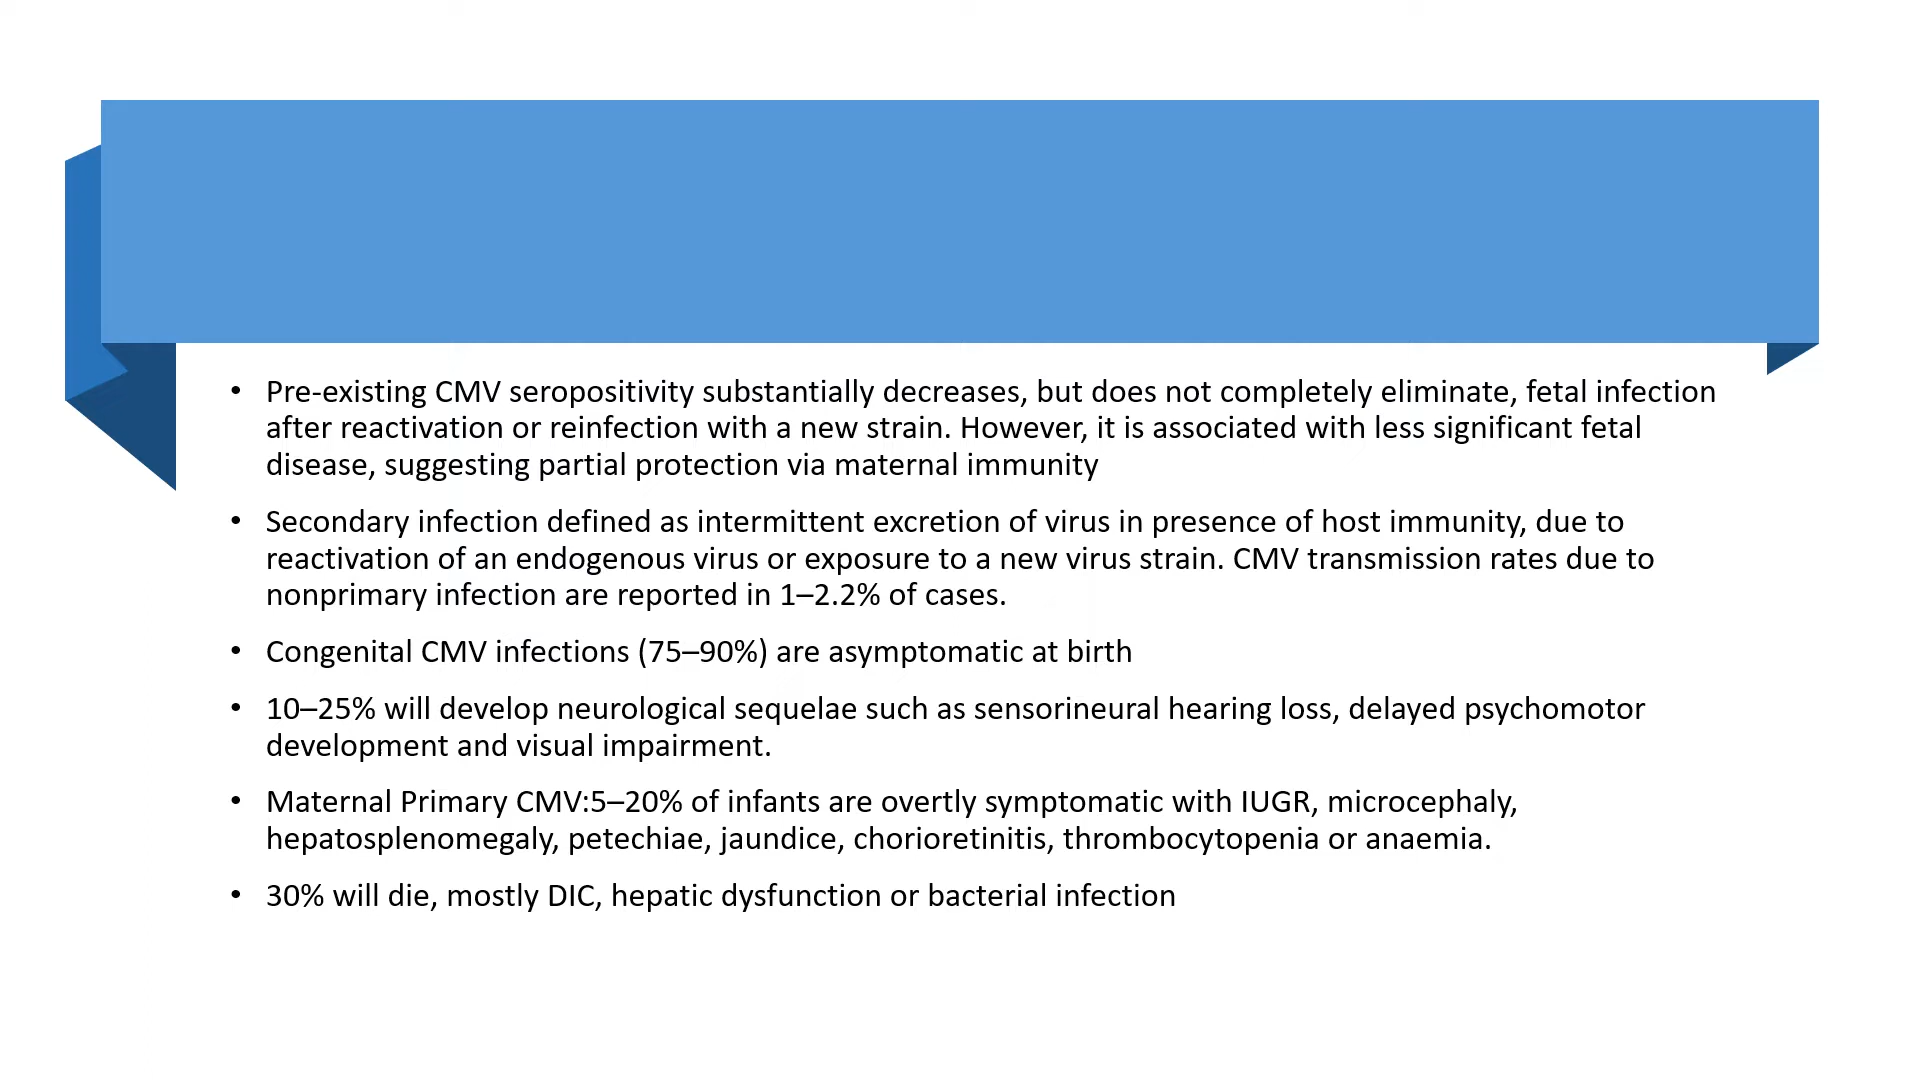 • Pre-existing CMV seropositivity substantially decreases, but does not completely eliminate, fetal infection
after reactivation or reinfection with a new strain. However, it is associated with less significant fetal
disease, suggesting partial protection via maternal immunity
• Secondary infection defined as intermittent excretion of virus in presence of host immunity, due to
reactivation of an endogenous virus or exposure to a new virus strain. CMV transmission rates due to
nonprimary infection are reported in 1–2.2% of cases.
• Congenital CMV infections (75–90%) are asymptomatic at birth
• 10–25% will develop neurological sequelae such as sensorineural hearing loss, delayed psychomotor
development and visual impairment.
• Maternal Primary CMV:5–20% of infants are overtly symptomatic with IUGR, microcephaly,
hepatosplenomegaly, petechiae, jaundice, chorioretinitis, thrombocytopenia or anaemia.
• 30% will die, mostly DIC, hepatic dysfunction or bacterial infection